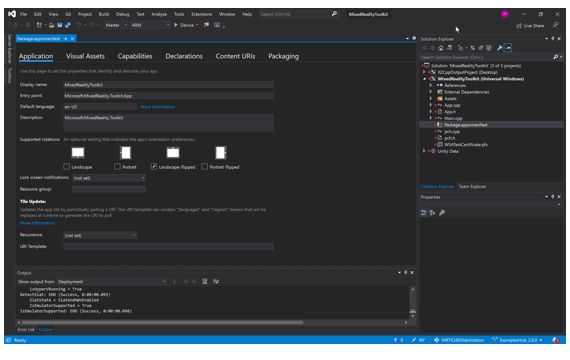 File Edit View Git Project Build Debug Test Analyze Tools Extensions Window Help Search (Ctrl+Q) MixedRealityToolkit
Master ARM Device Live Share
Package.appxmanifest
Application Visual Assets Capabilities Declarations Content URIs Packaging
Use this page to set the properties that identify and describe your app.
Display name: MixedRealityToolkit
Entry point: Microsoft.MixedReality.Toolkit.App
Default language: en-US More information
Description: Microsoft.MixedReality.Toolkit
Supported rotations: An optional setting that indicates the app's orientation preferences.
Landscape Portrait Landscape-flipped Portrait-flipped
Lock screen notifications: (not set)
Resource group:
Tile Update:
Updates the app tile by periodically polling a URI. The URI template can contain "{language}" and "{region}" tokens that will be
replaced at runtime to generate the URI to poll.
More information
Recurrence: (not set)
URI Template:
Output
Show output from: Deployment
IsHyperVRunning = True
DetectSlat: END (Success, 0:00:00.093)
SlatState = SlatAndHWEnabled
IsEmulatorSupported = True
IsEmulatorSupported: END (Success, 0:00:00.098)
Error List Output
Server Explorer
Toolbox
Solution Explorer
Search Solution Explorer (Ctrl+;)
Solution 'MixedRealityToolkit' (3 of 3 projects)
Il2CppOutputProject (Desktop)
MixedRealityToolkit (Universal Windows)
References
External Dependencies
Assets
App.cpp
App.h
Main.cpp
Package.appxmanifest
pch.cpp
pch.h
WSATestCertificate.pfx
Unity Data
Solution Explorer Team Explorer
Properties
Ready 0 99+ MRTK260Stabilization ExamplesHub_2.6.0